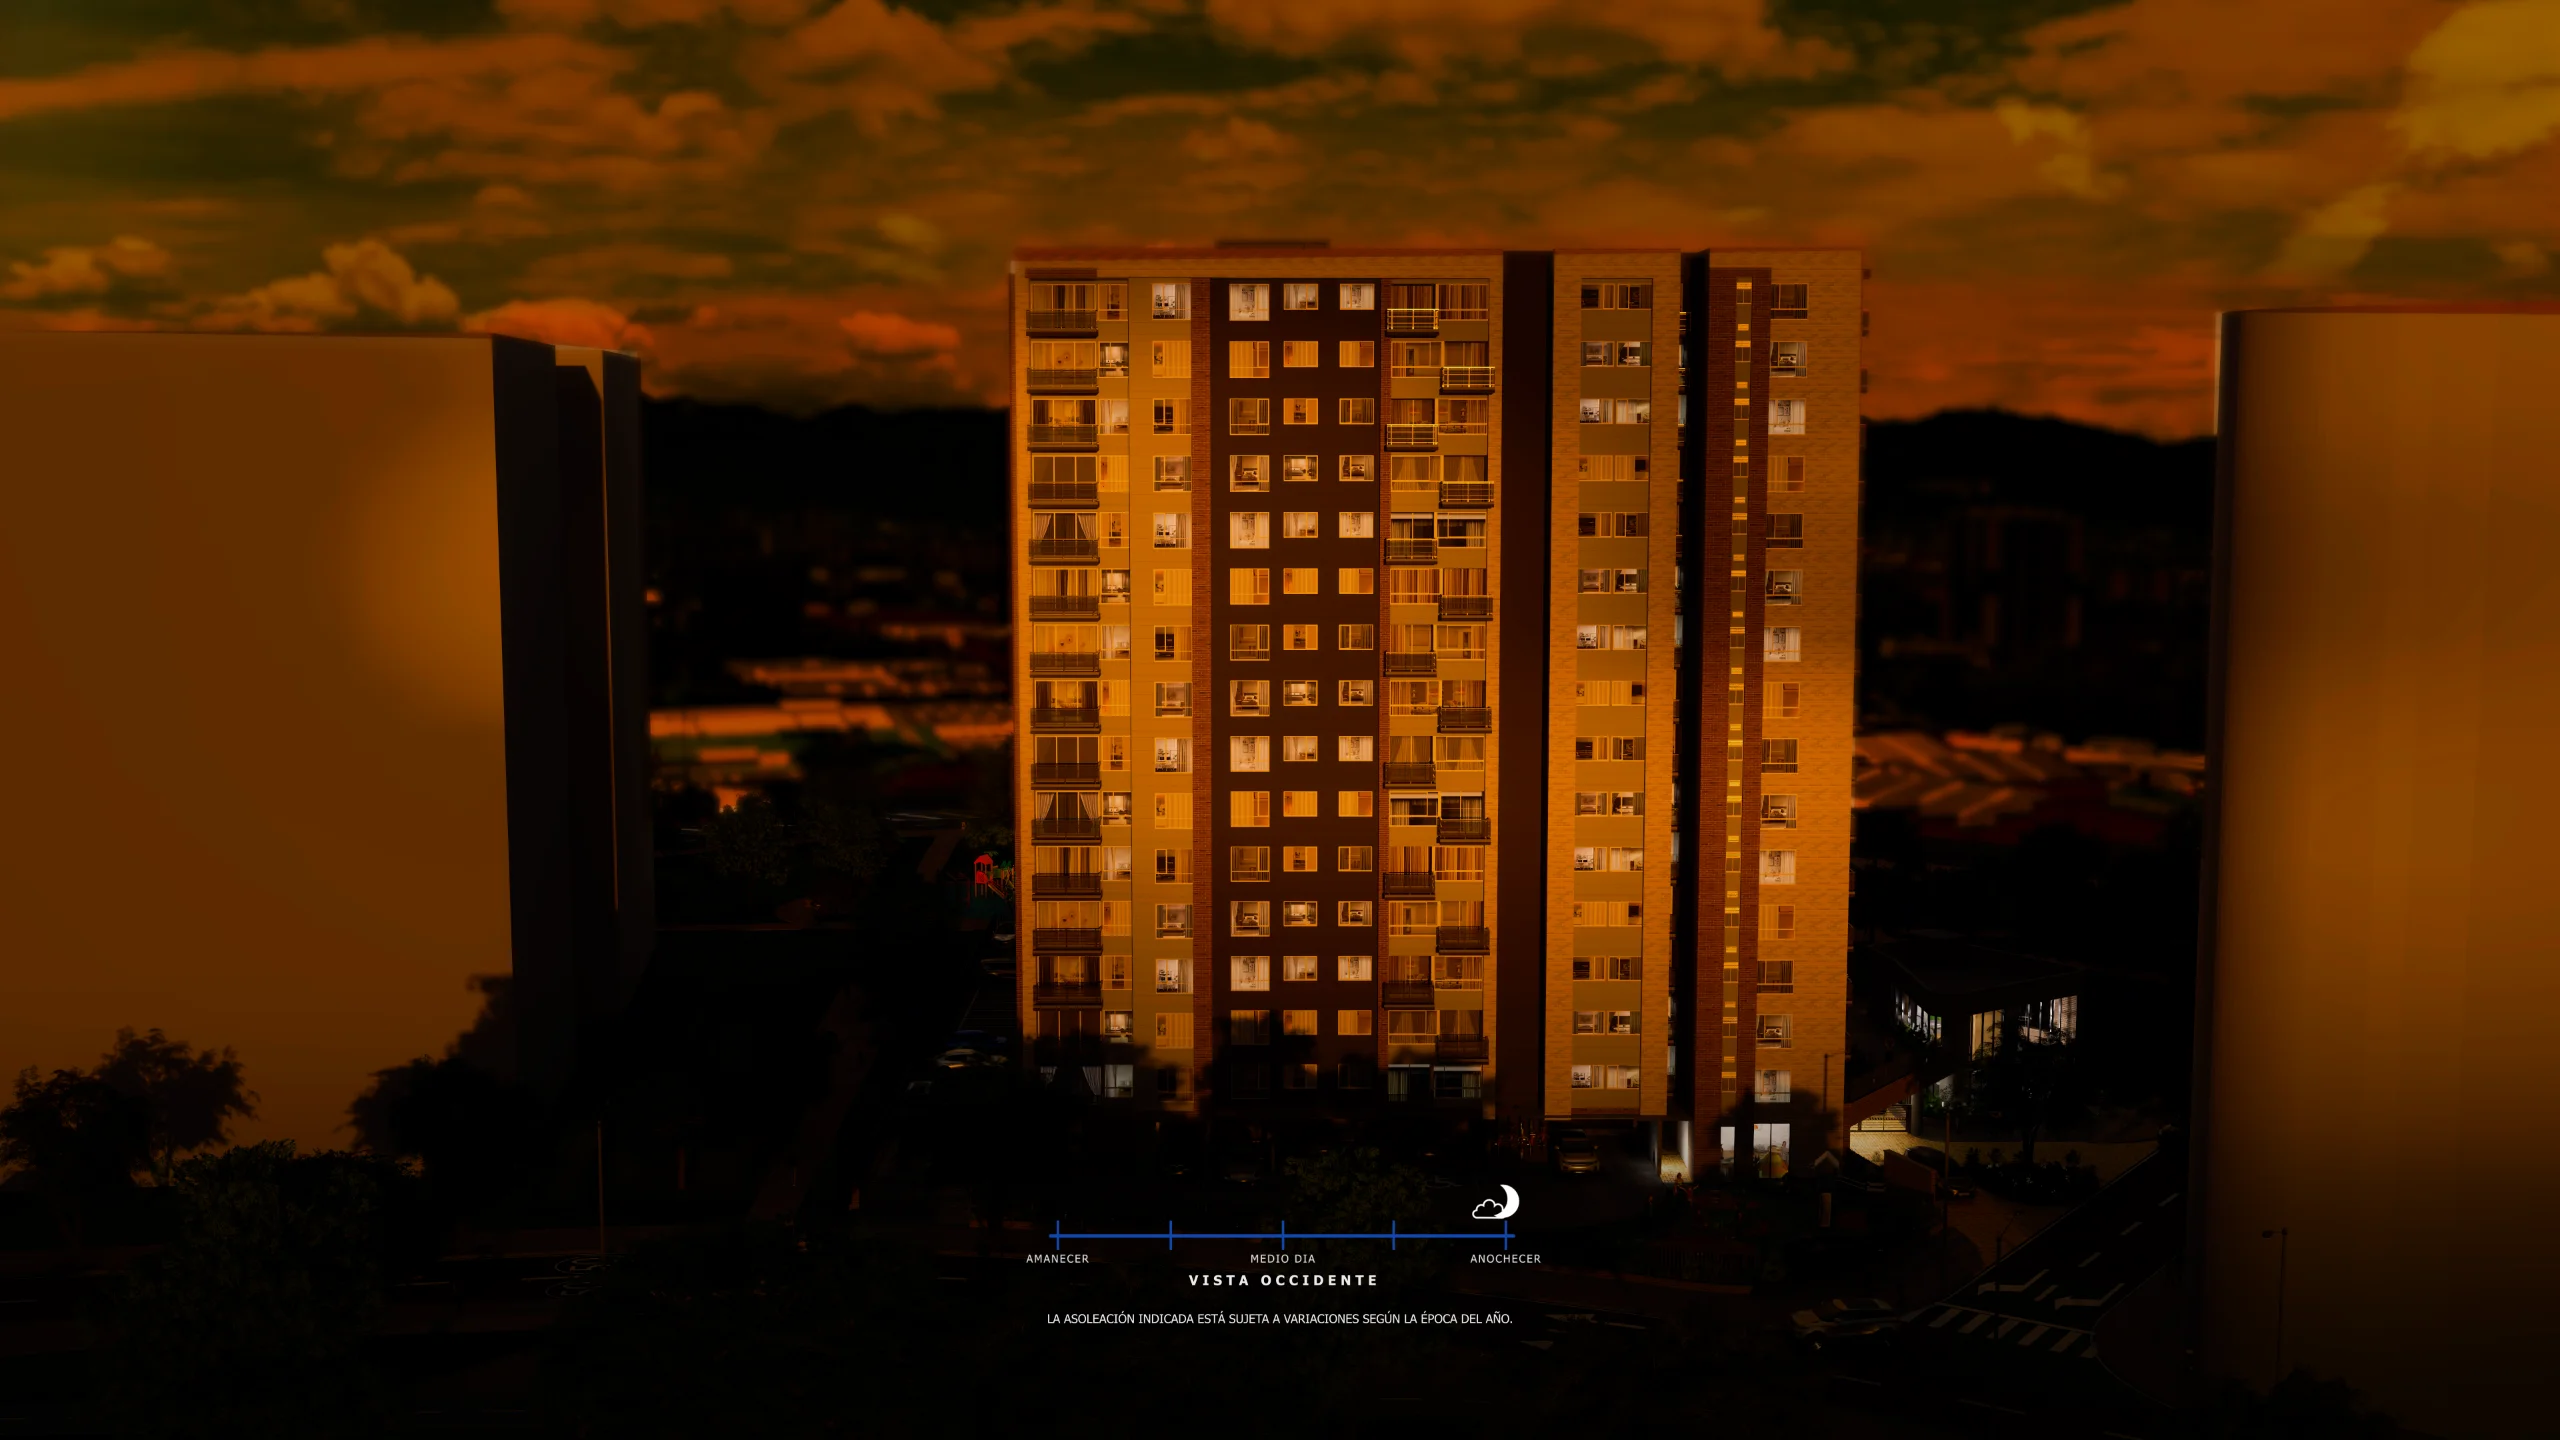 AMANECER MEDIO DIA ANOCHECER
VISTA OCCIDENTE
LA ASOLEACIÓN INDICADA ESTÁ SUJETA A VARIACIONES SEGÚN LA ÉPOCA DEL AÑO.